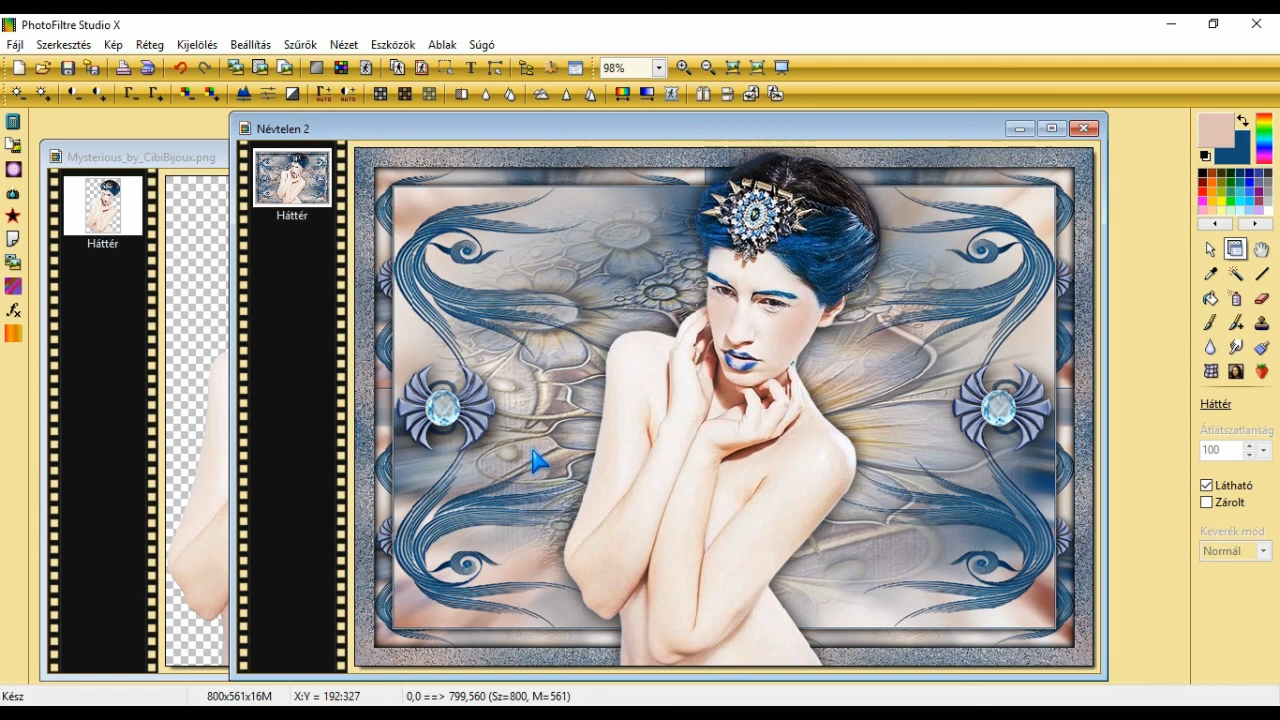 PhotoFiltre Studio X
Fájl Szerkesztés Kép Réteg Kijelölés Beállítás Szűrők Nézet Eszközök Ablak Súgó
98%
AUTO AUTO
Névtelen 2
Mysterious_by_CibiBijoux.png
Háttér
Háttér
Háttér
Átlátszatlanság
100
Látható
Zárolt
Keverék mód
Normál
Kész 800x561x16M X:Y = 192:327 0,0 ==> 799,560 (Sz=800, M=561)